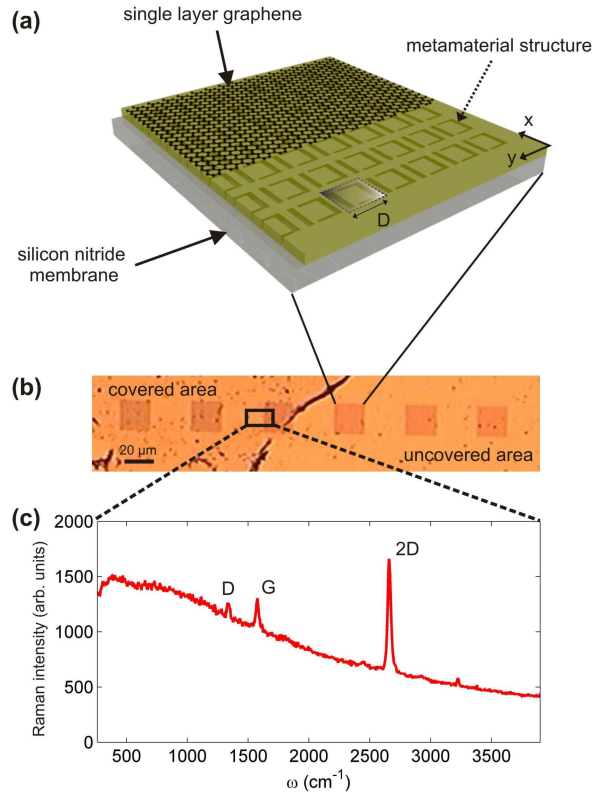 (a)
single layer graphene
metamaterial structure
x
y
D
silicon nitride
membrane
(b)
covered area
20 µm
uncovered area
(c)
2000
1500
1000
500
0
Raman intensity (arb. units)
D
G
2D
500
1000
1500
2000
2500
3000
3500
ω (cm⁻¹)